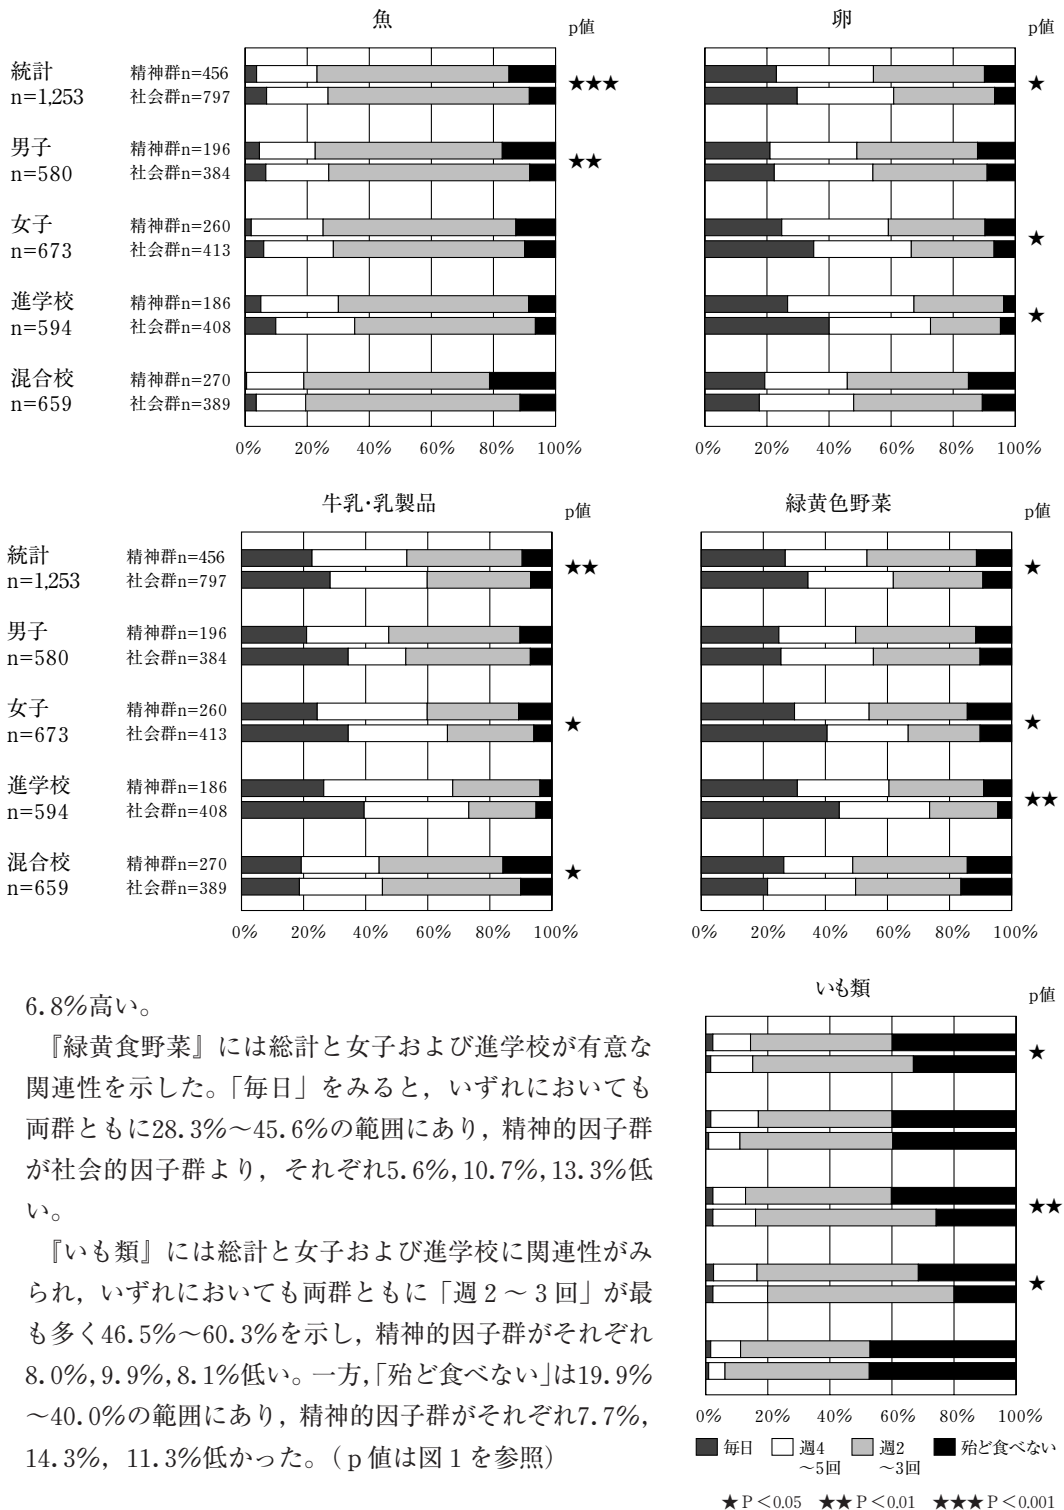 魚
p値
統計
n=1,253
精神群n=456
社会群n=797
★★★
男子
n=580
精神群n=196
社会群n=384
★★
女子
n=673
精神群n=260
社会群n=413
進学校
n=594
精神群n=186
社会群n=408
混合校
n=659
精神群n=270
社会群n=389
0% 20% 40% 60% 80% 100%
卵
p値
★
★
★
0% 20% 40% 60% 80% 100%
牛乳・乳製品
p値
統計
n=1,253
精神群n=456
社会群n=797
★★
男子
n=580
精神群n=196
社会群n=384
女子
n=673
精神群n=260
社会群n=413
★
進学校
n=594
精神群n=186
社会群n=408
混合校
n=659
精神群n=270
社会群n=389
★
0% 20% 40% 60% 80% 100%
緑黄色野菜
p値
★
★
★★
0% 20% 40% 60% 80% 100%
6.8%高い。
『緑黄食野菜』には総計と女子および進学校が有意な
関連性を示した。「毎日」をみると，いずれにおいても
両群ともに28.3%～45.6%の範囲にあり，精神的因子群
が社会的因子群より，それぞれ5.6%，10.7%，13.3%低
い。
『いも類』には総計と女子および進学校に関連性がみ
られ，いずれにおいても両群ともに「週２～３回」が最
も多く46.5%～60.3%を示し，精神的因子群がそれぞれ
8.0%，9.9%，8.1%低い。一方，「殆ど食べない」は19.9%
～40.0%の範囲にあり，精神的因子群がそれぞれ7.7%，
14.3%，11.3%低かった。（ｐ値は図１を参照）
いも類
p値
★
★★
★
0% 20% 40% 60% 80% 100%
毎日 週4～5回 週2～3回 殆ど食べない
★P＜0.05 ★★P＜0.01 ★★★P＜0.001